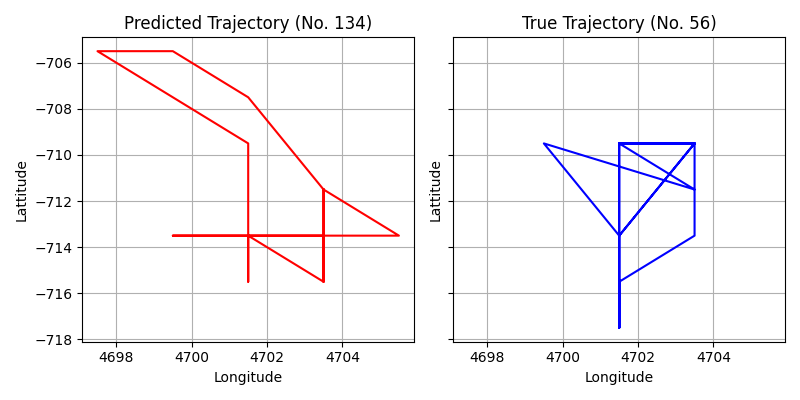 Predicted Trajectory (No. 134)
Lattitude
−706
−708
−710
−712
−714
−716
−718
4698 4700 4702 4704
Longitude
True Trajectory (No. 56)
Lattitude
4698 4700 4702 4704
Longitude